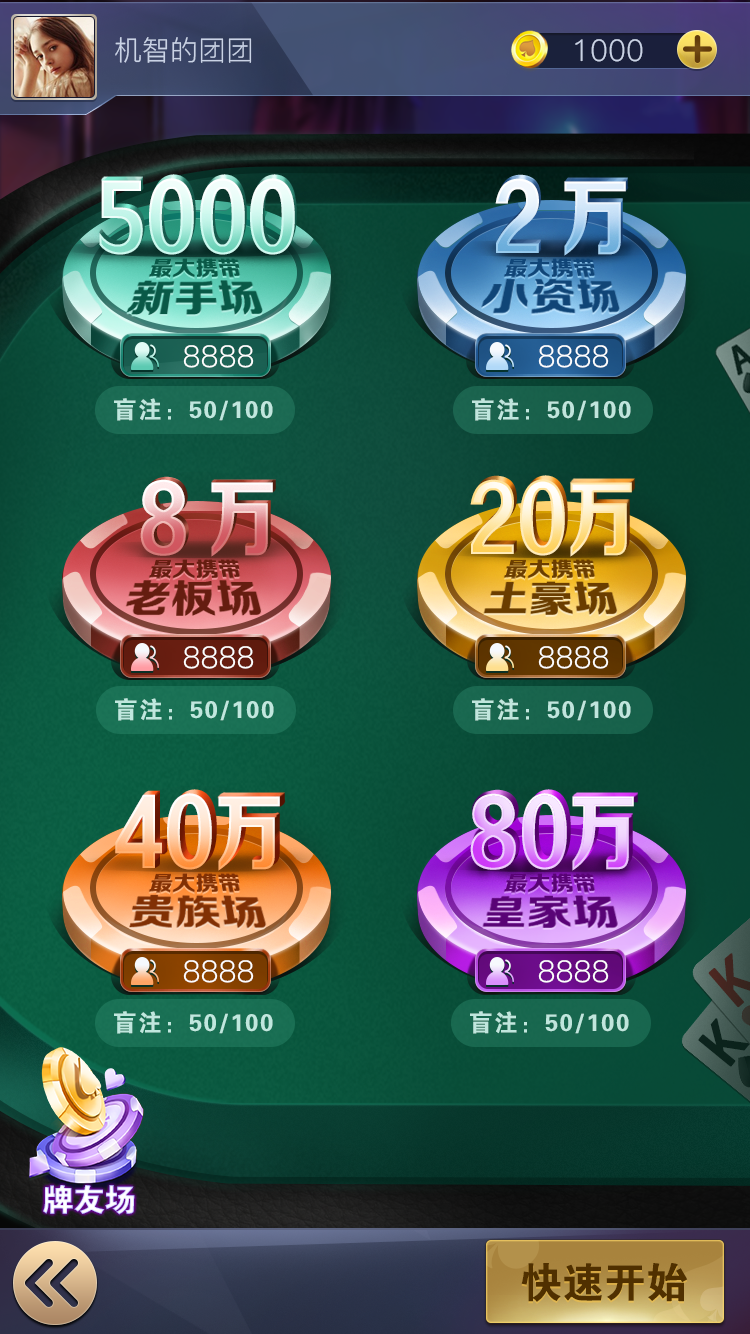 机智的团团
1000
5000
最大携带
新手场
8888
盲注：50/100
2万
最大携带
小资场
8888
盲注：50/100
8万
最大携带
老板场
8888
盲注：50/100
20万
最大携带
土豪场
8888
盲注：50/100
40万
最大携带
贵族场
8888
盲注：50/100
80万
最大携带
皇家场
8888
盲注：50/100
A
K
K
牌友场
快速开始